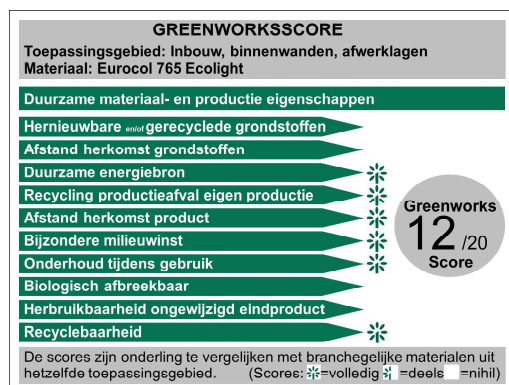 GREENWORKSSCORE
Toepassingsgebied: Inbouw, binnenwanden, afwerklagen
Materiaal: Eurocol 765 Ecolight
Duurzame materiaal- en productie eigenschappen
Hernieuwbare en/of gerecyclede grondstoffen
Afstand herkomst grondstoffen
Duurzame energiebron
Recycling productieafval eigen productie
Afstand herkomst product
Bijzondere milieuwinst
Onderhoud tijdens gebruik
Biologisch afbreekbaar
Herbruikbaarheid ongewijzigd eindproduct
Recyclebaarheid
Greenworks
12 /20
Score
De scores zijn onderling te vergelijken met branchegelijke materialen uit
hetzelfde toepassingsgebied. (Scores: =volledig =deels =nihil)